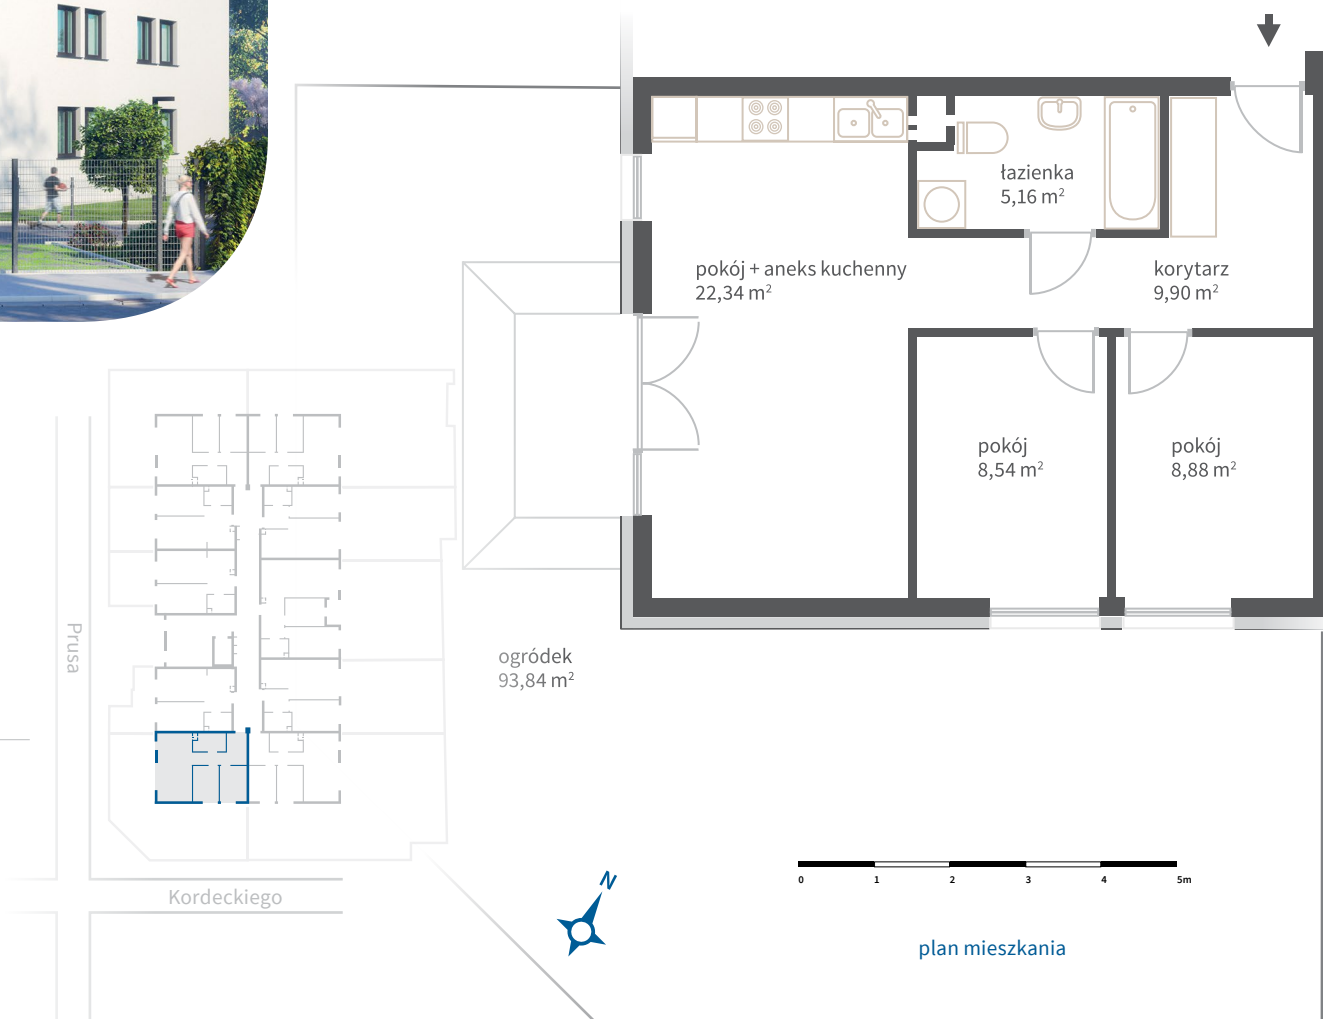 łazienka
5,16 m²
pokój + aneks kuchenny
22,34 m²
korytarz
9,90 m²
pokój
8,54 m²
pokój
8,88 m²
ogródek
93,84 m²
Prusa
Kordeckiego
N
0 1 2 3 4 5m
plan mieszkania